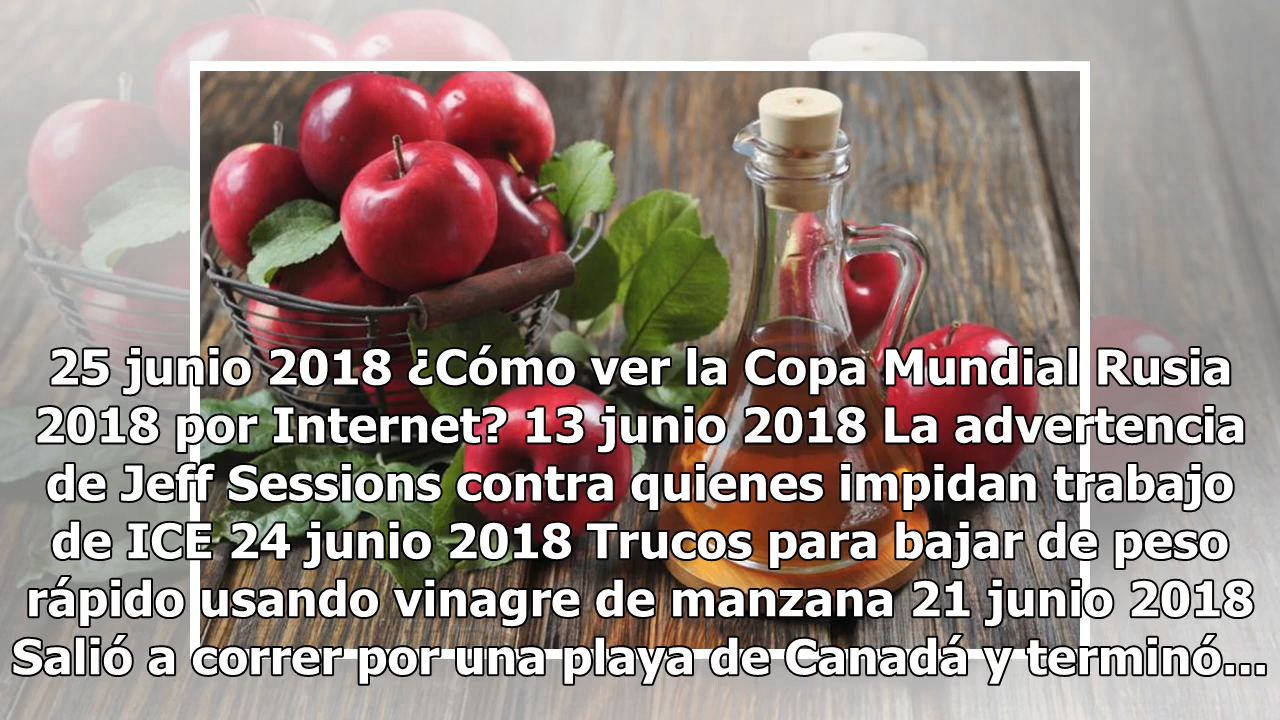 25 junio 2018 ¿Cómo ver la Copa Mundial Rusia
2018 por Internet? 13 junio 2018 La advertencia
de Jeff Sessions contra quienes impidan trabajo
de ICE 24 junio 2018 Trucos para bajar de peso
rápido usando vinagre de manzana 21 junio 2018
Salió a correr por una playa de Canadá y terminó...